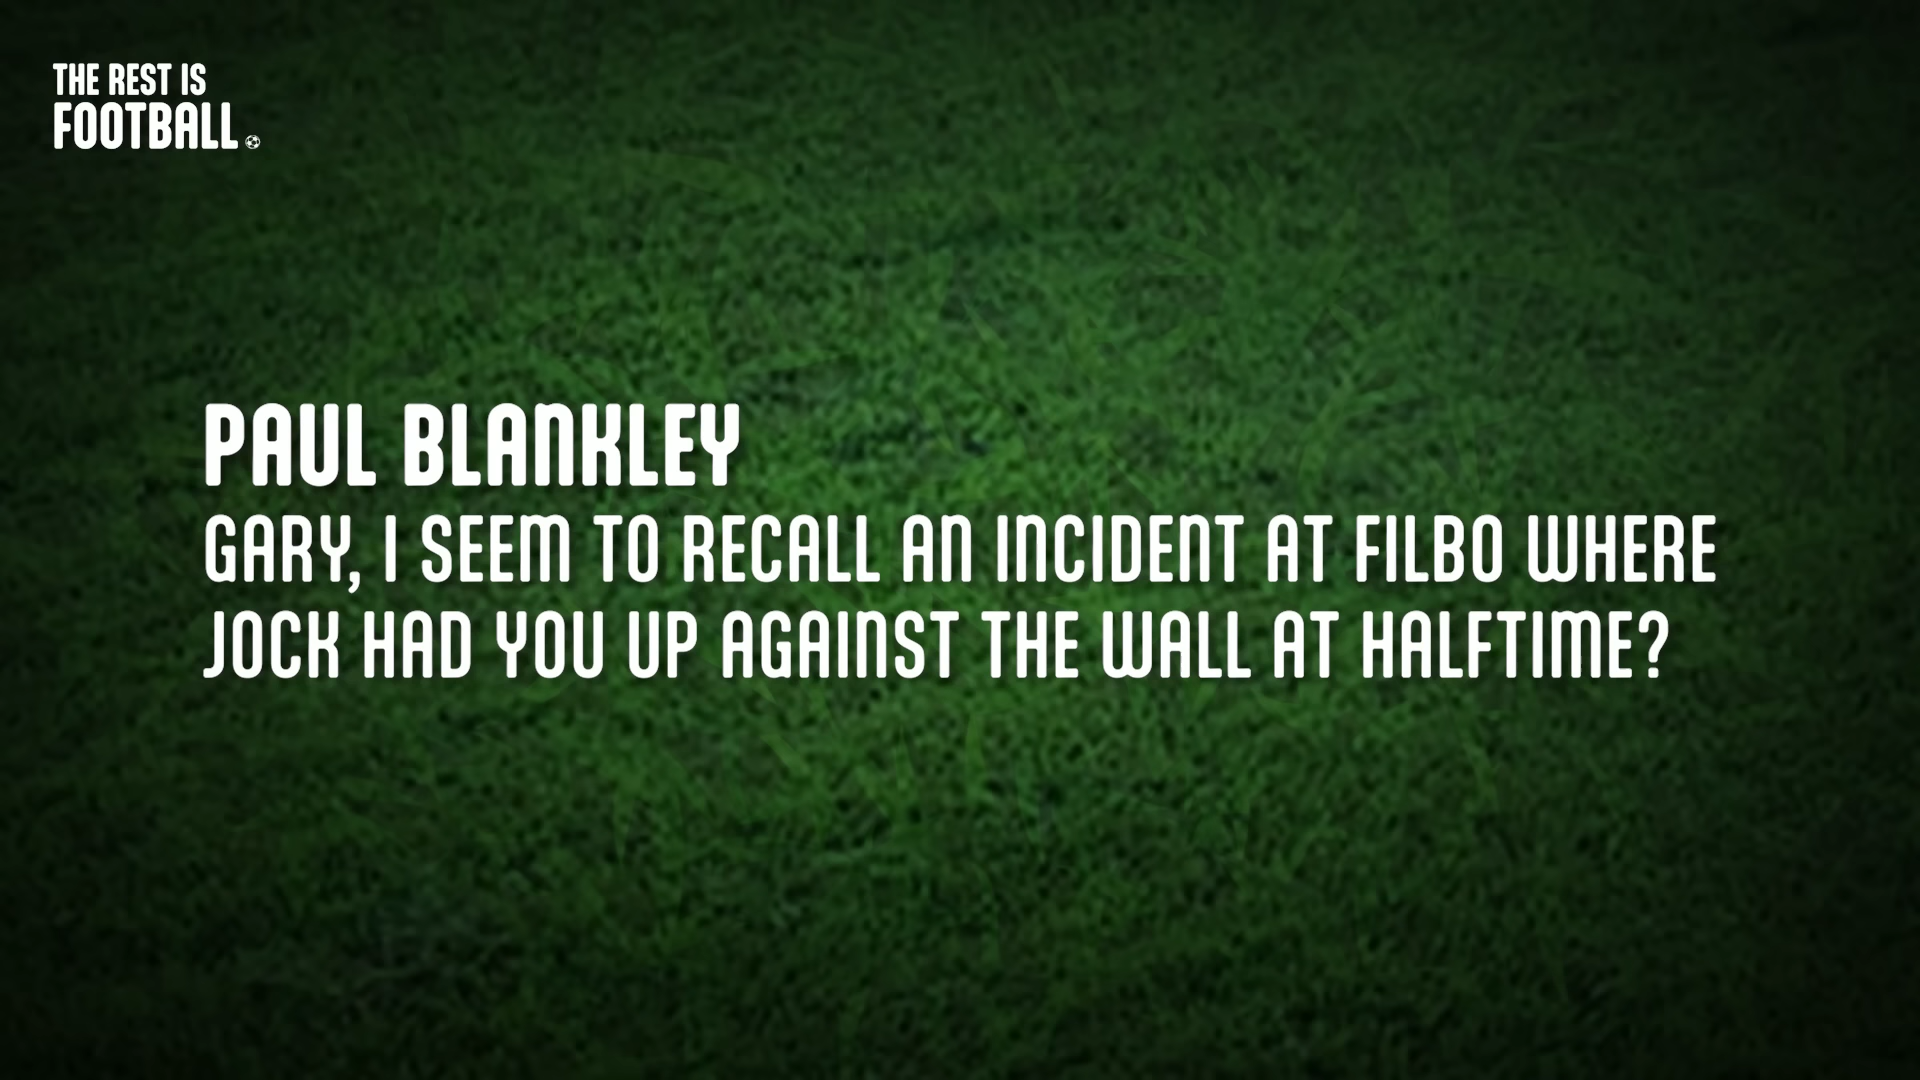 THE REST IS
FOOTBALL
PAUL BLANKLEY
GARY, I SEEM TO RECALL AN INCIDENT AT FILBO WHERE
JOCK HAD YOU UP AGAINST THE WALL AT HALFTIME?